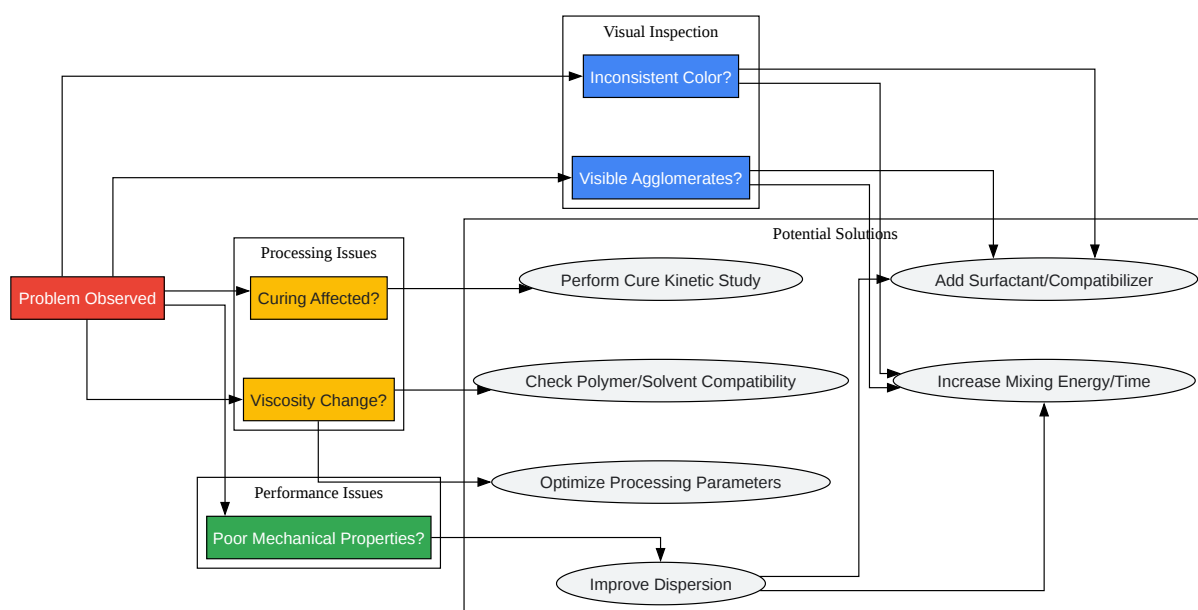 Visual Inspection
Inconsistent Color?
Visible Agglomerates?
Potential Solutions
Processing Issues
Problem Observed
Curing Affected?
Perform Cure Kinetic Study
Add Surfactant/Compatibilizer
Viscosity Change?
Check Polymer/Solvent Compatibility
Increase Mixing Energy/Time
Optimize Processing Parameters
Performance Issues
Poor Mechanical Properties?
Improve Dispersion